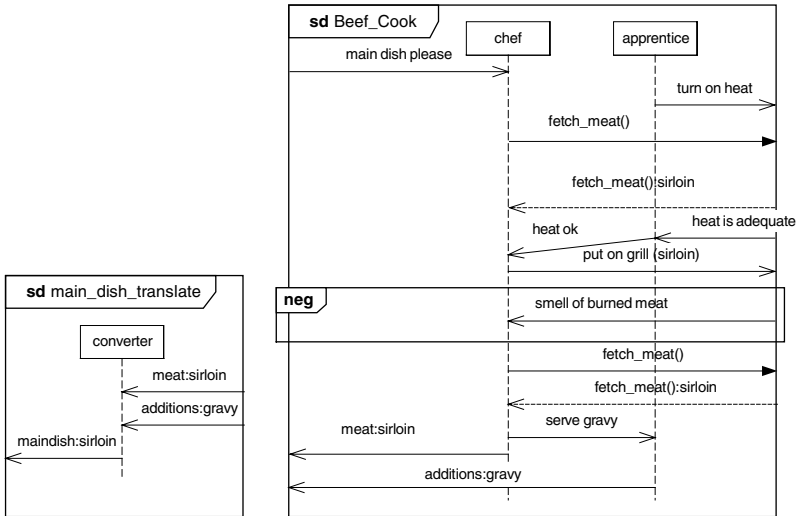 sd Beef_Cook
chef
apprentice
main dish please
turn on heat
fetch_meat()
fetch_meat():sirloin
heat is adequate
heat ok
put on grill (sirloin)
neg
smell of burned meat
fetch_meat()
fetch_meat():sirloin
serve gravy
meat:sirloin
additions:gravy
sd main_dish_translate
converter
meat:sirloin
additions:gravy
maindish:sirloin